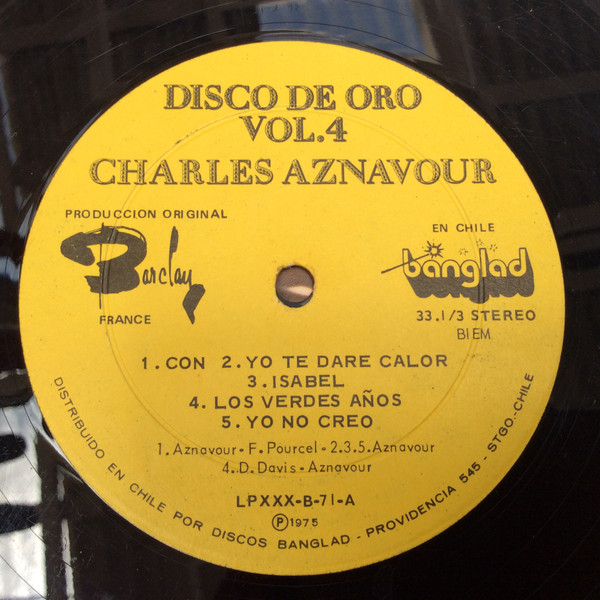 DISCO DE ORO
VOL.4
CHARLES AZNAVOUR
PRODUCCION ORIGINAL
Barclay
FRANCE
EN CHILE
banglad
33.1/3 STEREO
BIEM.
1. CON 2. YO TE DARE CALOR
3. ISABEL
4. LOS VERDES AÑOS
5. YO NO CREO
1. Aznavour - F. Pourcel - 2.3.5. Aznavour
4. D. Davis - Aznavour
LPXXX-B-71-A
Ⓟ 1975
DISTRIBUIDO EN CHILE POR DISCOS BANGLAD - PROVIDENCIA 545 - STGO.-CHILE